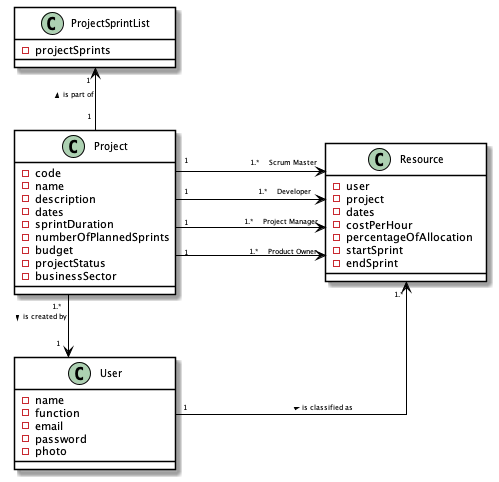 C ProjectSprintList
projectSprints
1
is part of
1
C Project
code
name
description
dates
sprintDuration
numberOfPlannedSprints
budget
projectStatus
businessSector
1 1..* Scrum Master
1 1..* Developer
1 1..* Project Manager
1 1..* Product Owner
C Resource
user
project
dates
costPerHour
percentageOfAllocation
startSprint
endSprint
1..*
1..*
is created by
1
C User
name
function
email
password
photo
1
is classified as